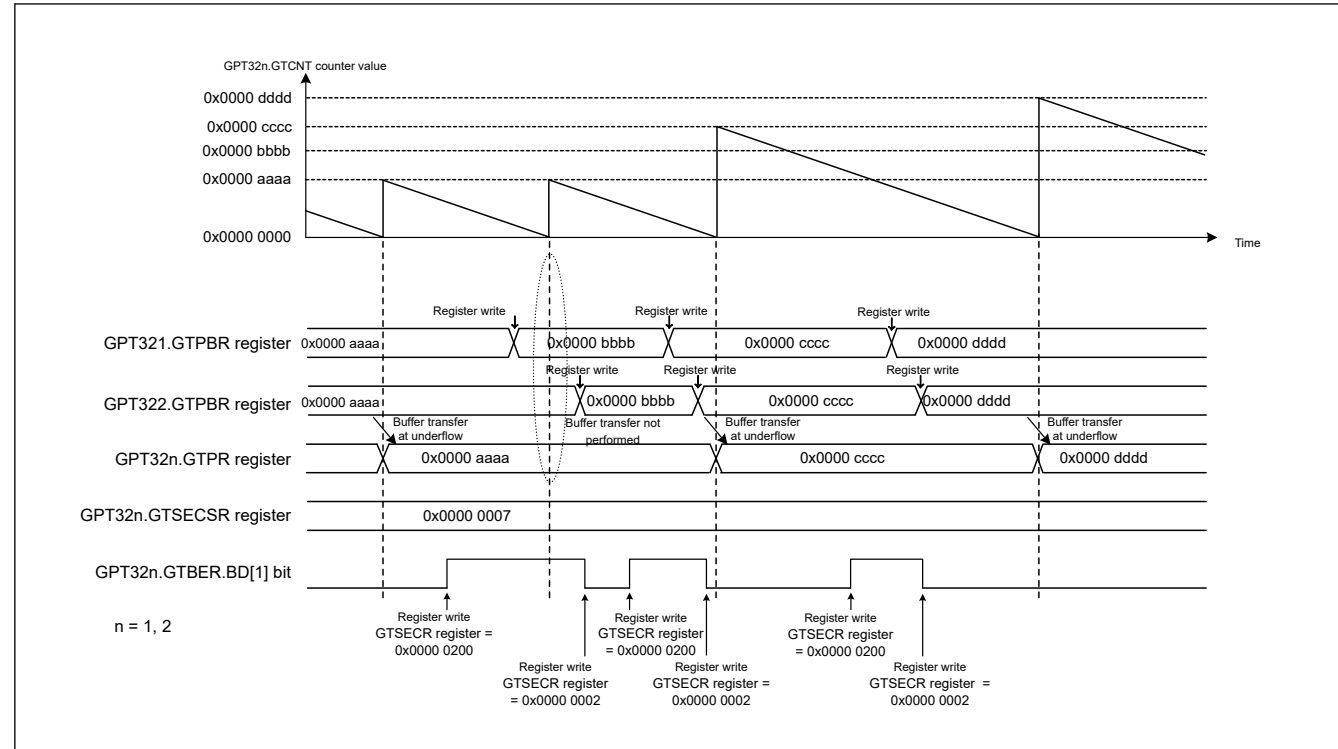 GPT32n.GTCNT counter value
0x0000 dddd
0x0000 cccc
0x0000 bbbb
0x0000 aaaa
0x0000 0000
Time
Register write
Register write
Register write
GPT321.GTPBR register
0x0000 aaaa
0x0000 bbbb
0x0000 cccc
0x0000 dddd
Register write
Register write
Register write
GPT322.GTPBR register
0x0000 aaaa
0x0000 bbbb
0x0000 cccc
0x0000 dddd
Buffer transfer
at underflow
Buffer transfer not
performed
Buffer transfer
at underflow
Buffer transfer
at underflow
GPT32n.GTPR register
0x0000 aaaa
0x0000 cccc
0x0000 dddd
GPT32n.GTSECSR register
0x0000 0007
GPT32n.GTBER.BD[1] bit
n = 1, 2
Register write
GTSECR register =
0x0000 0200
Register write
GTSECR register
= 0x0000 0002
Register write
GTSECR register
= 0x0000 0200
Register write
GTSECR register =
0x0000 0002
Register write
GTSECR register
= 0x0000 0200
Register write
GTSECR register =
0x0000 0002